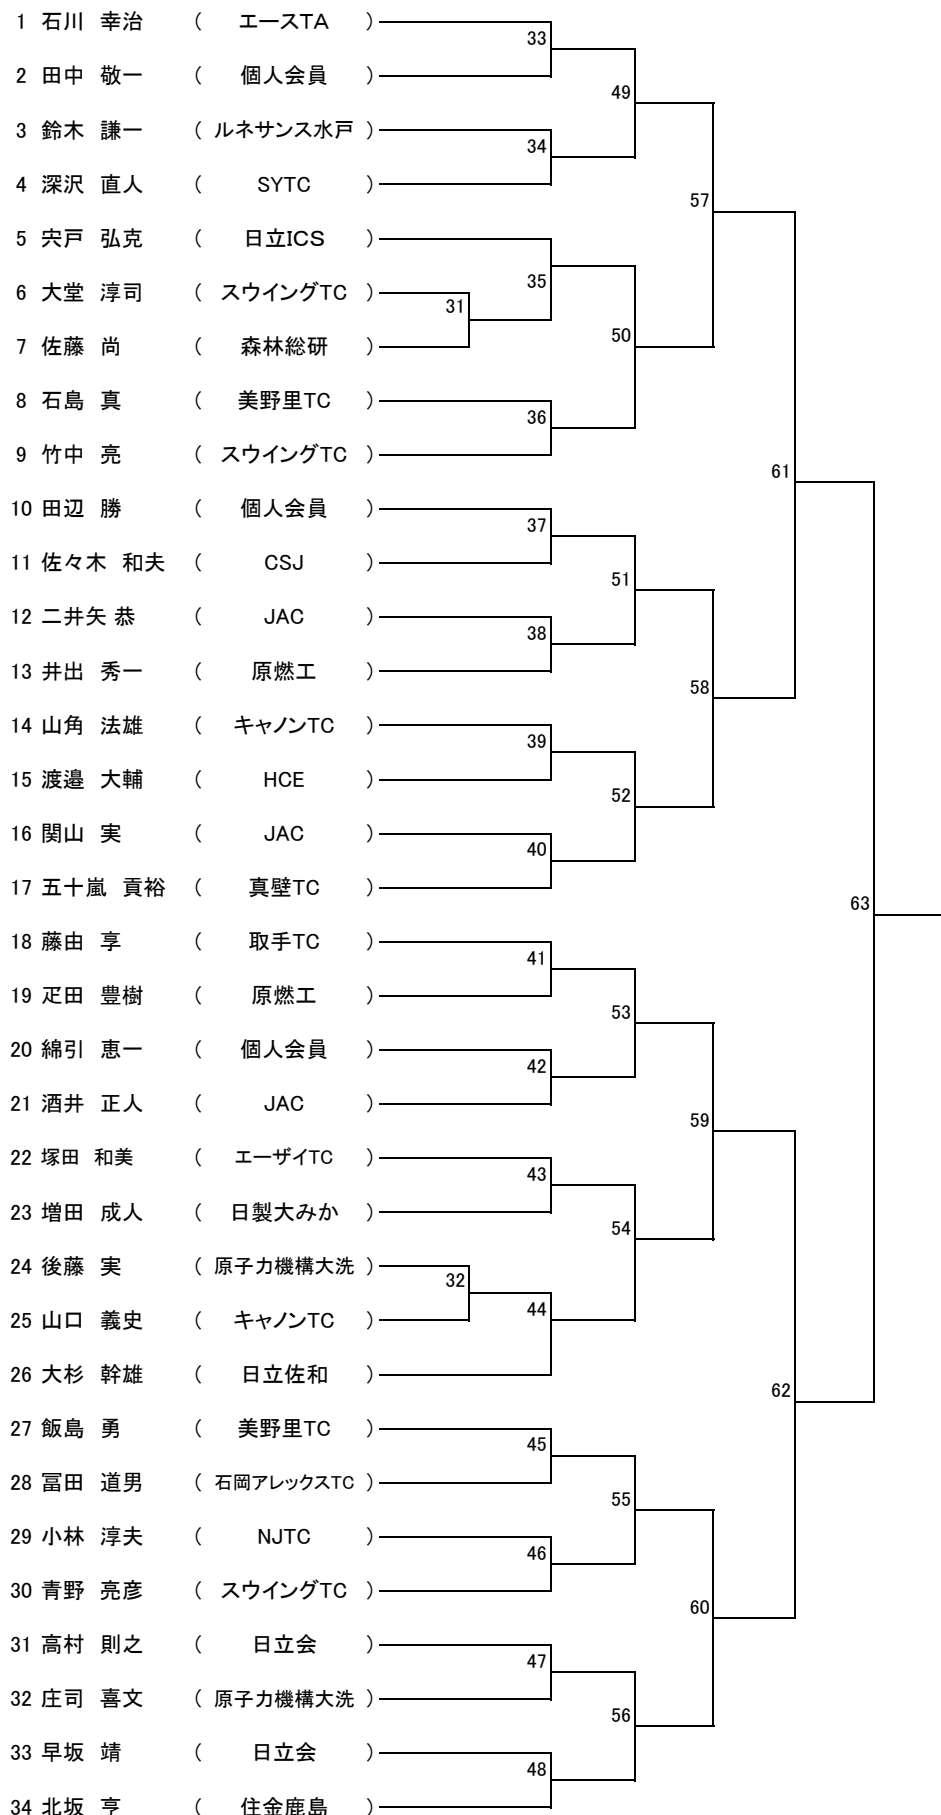 1 石川 幸治 ( エースTA )
33
2 田中 敬一 ( 個人会員 )
49
3 鈴木 謙一 ( ルネサンス水戸 )
34
4 深沢 直人 ( SYTC )
57
5 宍戸 弘克 ( 日立ICS )
35
6 大堂 淳司 ( スウイングTC )
31
50
7 佐藤 尚 ( 森林総研 )
8 石島 真 ( 美野里TC )
36
9 竹中 亮 ( スウイングTC )
61
10 田辺 勝 ( 個人会員 )
37
11 佐々木 和夫 ( CSJ )
51
12 二井矢 恭 ( JAC )
38
13 井出 秀一 ( 原燃工 )
58
14 山角 法雄 ( キャノンTC )
39
15 渡邉 大輔 ( HCE )
52
16 関山 実 ( JAC )
40
17 五十嵐 貢裕 ( 真壁TC )
63
18 藤由 享 ( 取手TC )
41
19 疋田 豊樹 ( 原燃工 )
53
20 綿引 恵一 ( 個人会員 )
42
21 酒井 正人 ( JAC )
59
22 塚田 和美 ( エーザイTC )
43
23 増田 成人 ( 日製大みか )
54
24 後藤 実 ( 原子力機構大洗 )
32
44
25 山口 義史 ( キャノンTC )
26 大杉 幹雄 ( 日立佐和 )
62
27 飯島 勇 ( 美野里TC )
45
28 冨田 道男 ( 石岡アレックスTC )
55
29 小林 淳夫 ( NJTC )
46
30 青野 亮彦 ( スウイングTC )
60
31 高村 則之 ( 日立会 )
47
32 庄司 喜文 ( 原子力機構大洗 )
56
33 早坂 靖 ( 日立会 )
48
34 北坂 亨 ( 住金鹿島 )